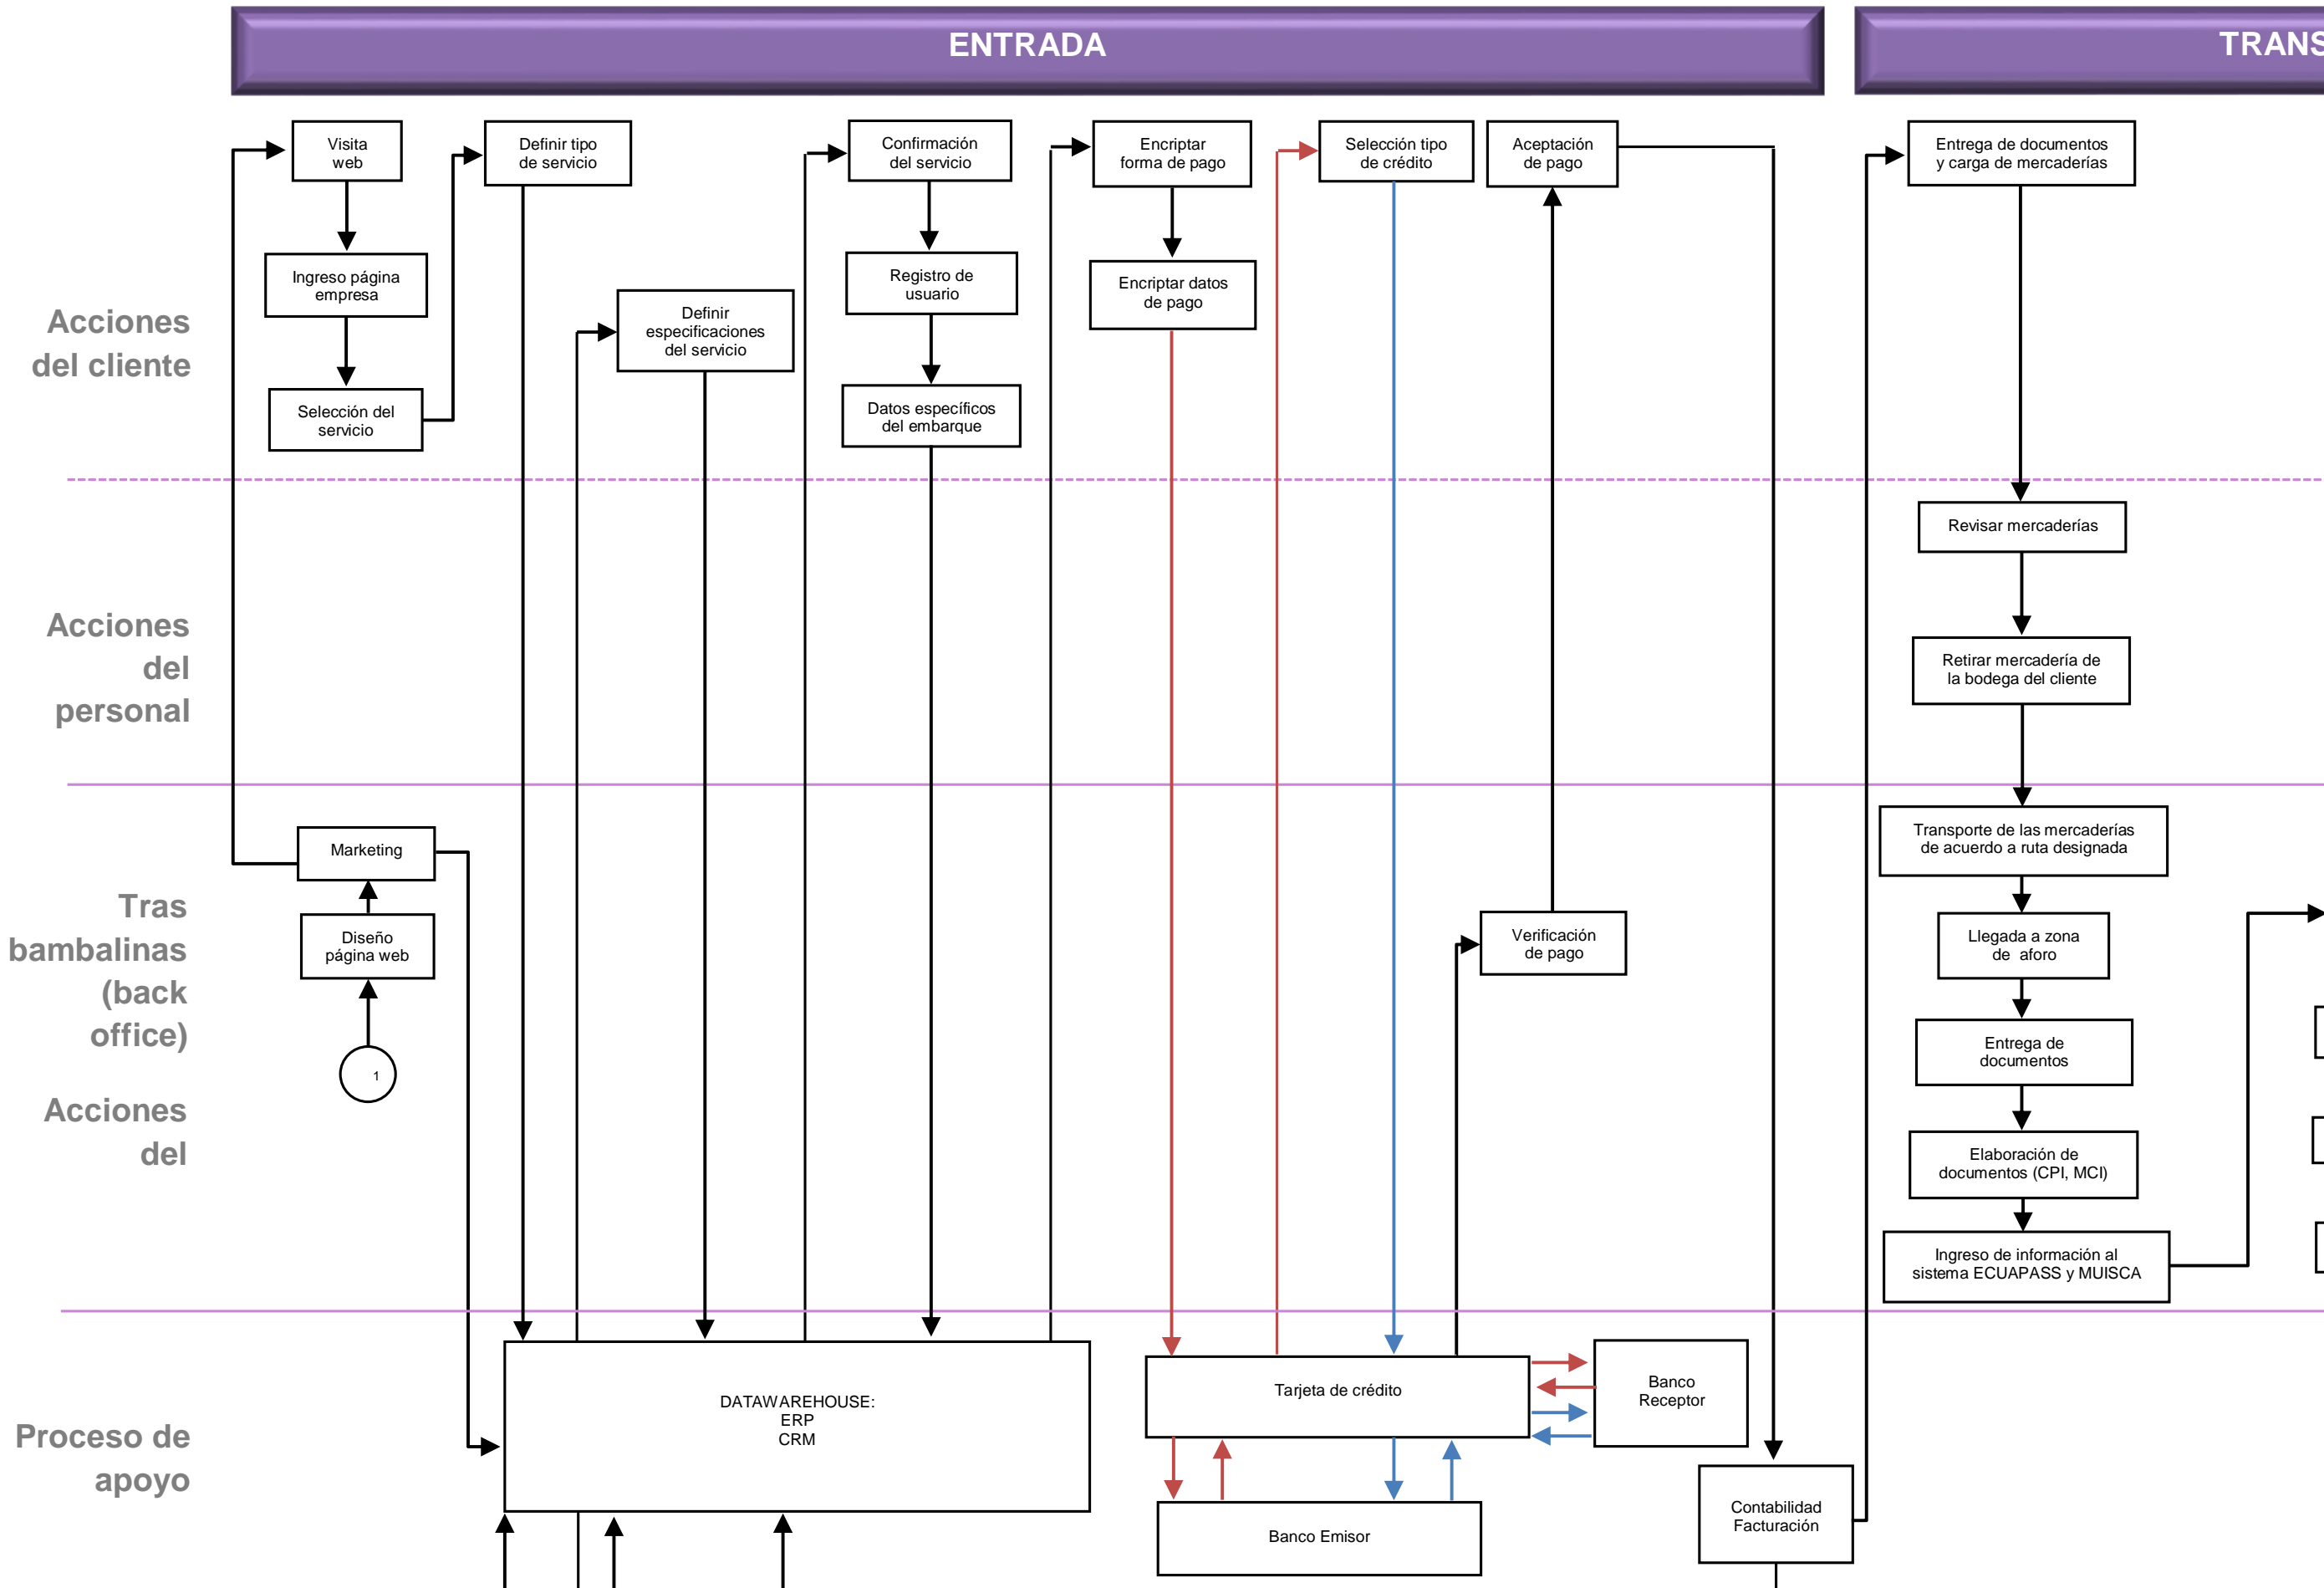 ENTRADA
TRANS
Visita
web
Definir tipo
de servicio
Confirmación
del servicio
Encriptar
forma de pago
Selección tipo
de crédito
Aceptación
de pago
Entrega de documentos
y carga de mercaderías
Ingreso página
empresa
Registro de
usuario
Encriptar datos
de pago
Acciones
del cliente
Definir
especificaciones
del servicio
Selección del
servicio
Datos específicos
del embarque
Revisar mercaderías
Acciones
del
personal
Retirar mercadería de
la bodega del cliente
Marketing
Transporte de las mercaderías
de acuerdo a ruta designada
Tras
bambalinas
(back
office)
Diseño
página web
Verificación
de pago
Llegada a zona
de aforo
1
Entrega de
documentos
Acciones
del
Elaboración de
documentos (CPI, MCI)
Ingreso de información al
sistema ECUAPASS y MUISCA
Proceso de
apoyo
DATAWAREHOUSE:
ERP
CRM
Tarjeta de crédito
Banco
Receptor
Banco Emisor
Contabilidad
Facturación